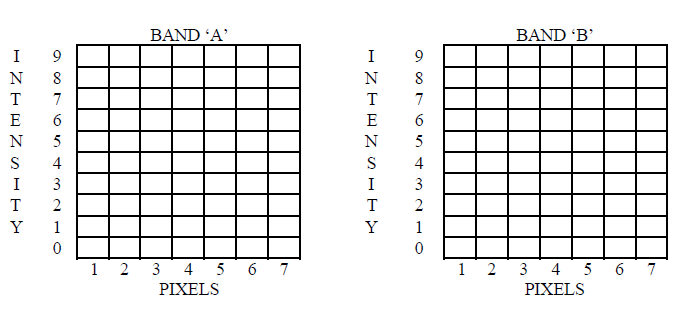 BAND ‘A’ BAND ‘B’
I 9 I 9
N 8 N 8
T 7 T 7
E 6 E 6
N 5 N 5
S 4 S 4
I 3 I 3
T 2 T 2
Y 1 Y 1
0 0
1 2 3 4 5 6 7 1 2 3 4 5 6 7
PIXELS PIXELS